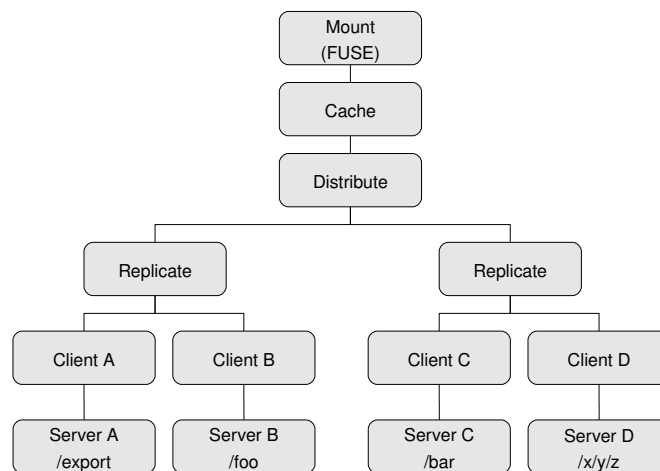 Mount
(FUSE)
Cache
Distribute
Replicate
Replicate
Client A
Client B
Client C
Client D
Server A
/export
Server B
/foo
Server C
/bar
Server D
/x/y/z